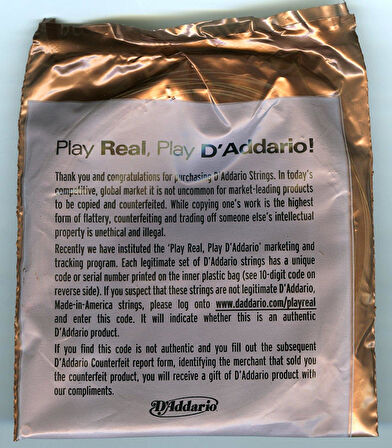 Play Real, Play D'Addario!
Thank you and congratulations for purchasing D'Addario Strings. In today's
competitive, global market it is not uncommon for market-leading products
to be copied and counterfeited. While copying one's work is the highest
form of flattery, counterfeiting and trading off someone else's intellectual
property is unethical and illegal.
Recently we have instituted the 'Play Real, Play D'Addario' marketing and
tracking program. Each legitimate set of D'Addario strings has a unique
code or serial number printed on the inner plastic bag (see 10-digit code on
reverse side). If you suspect that these strings are not legitimate D'Addario,
Made-in-America strings, please log onto www.daddario.com/playreal
and enter this code. It will indicate whether this is an authentic
D'Addario product.
If you find this code is not authentic and you fill out the subsequent
D'Addario Counterfeit report form, identifying the merchant that sold you
the counterfeit product, you will receive a gift of D'Addario product with
our compliments.
D'Addario